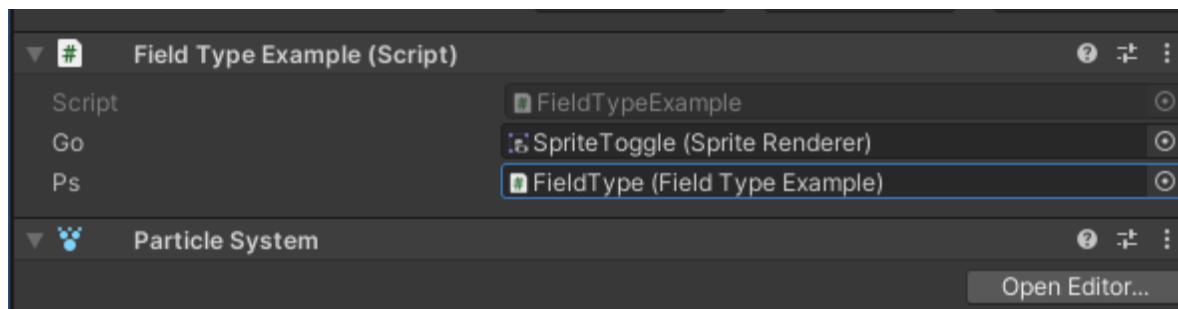 Field Type Example (Script)
Script FieldTypeExample
Go SpriteToggle (Sprite Renderer)
Ps FieldType (Field Type Example)
Particle System
Open Editor...